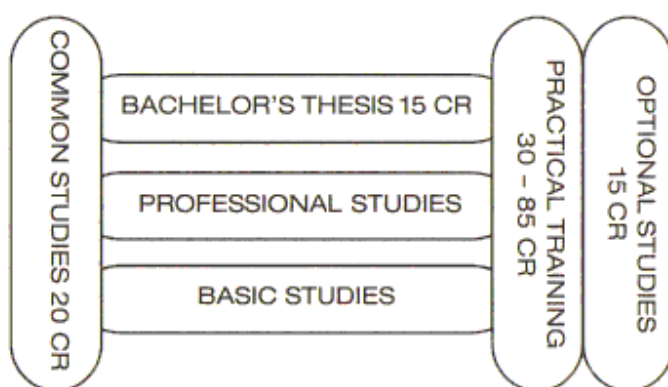 COMMON STUDIES 20 CR
BACHELOR'S THESIS 15 CR
PROFESSIONAL STUDIES
BASIC STUDIES
PRACTICAL TRAINING
30 – 85 CR
OPTIONAL STUDIES
15 CR